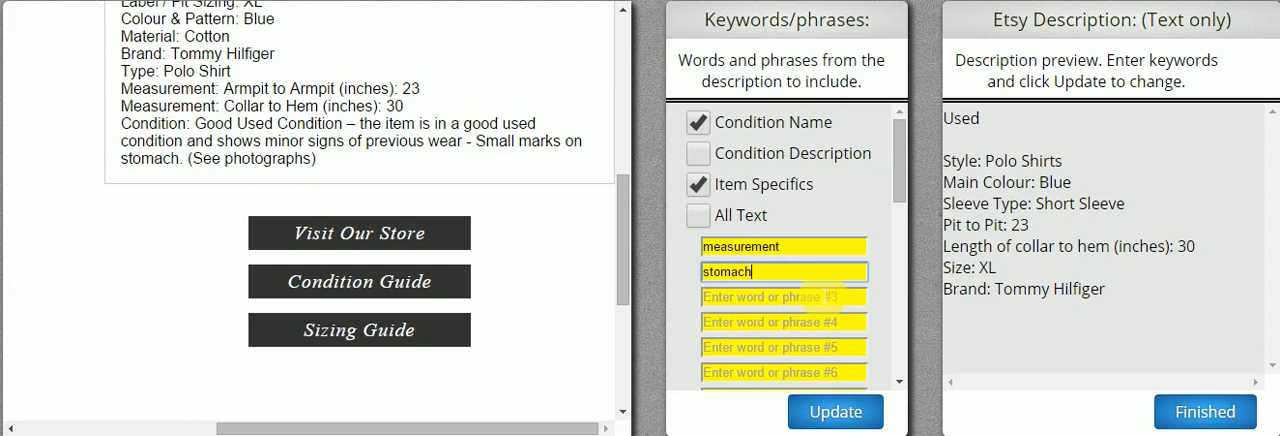 Label / Pit Sizing: XL
Colour & Pattern: Blue
Material: Cotton
Brand: Tommy Hilfiger
Type: Polo Shirt
Measurement: Armpit to Armpit (inches): 23
Measurement: Collar to Hem (inches): 30
Condition: Good Used Condition – the item is in a good used
condition and shows minor signs of previous wear - Small marks on
stomach. (See photographs)
Visit Our Store
Condition Guide
Sizing Guide
Keywords/phrases:
Words and phrases from the
description to include.
Condition Name
Condition Description
Item Specifics
All Text
measurement
stomach
Enter word or phrase #3
Enter word or phrase #4
Enter word or phrase #5
Enter word or phrase #6
Update
Etsy Description: (Text only)
Description preview. Enter keywords
and click Update to change.
Used
Style: Polo Shirts
Main Colour: Blue
Sleeve Type: Short Sleeve
Pit to Pit: 23
Length of collar to hem (inches): 30
Size: XL
Brand: Tommy Hilfiger
Finished